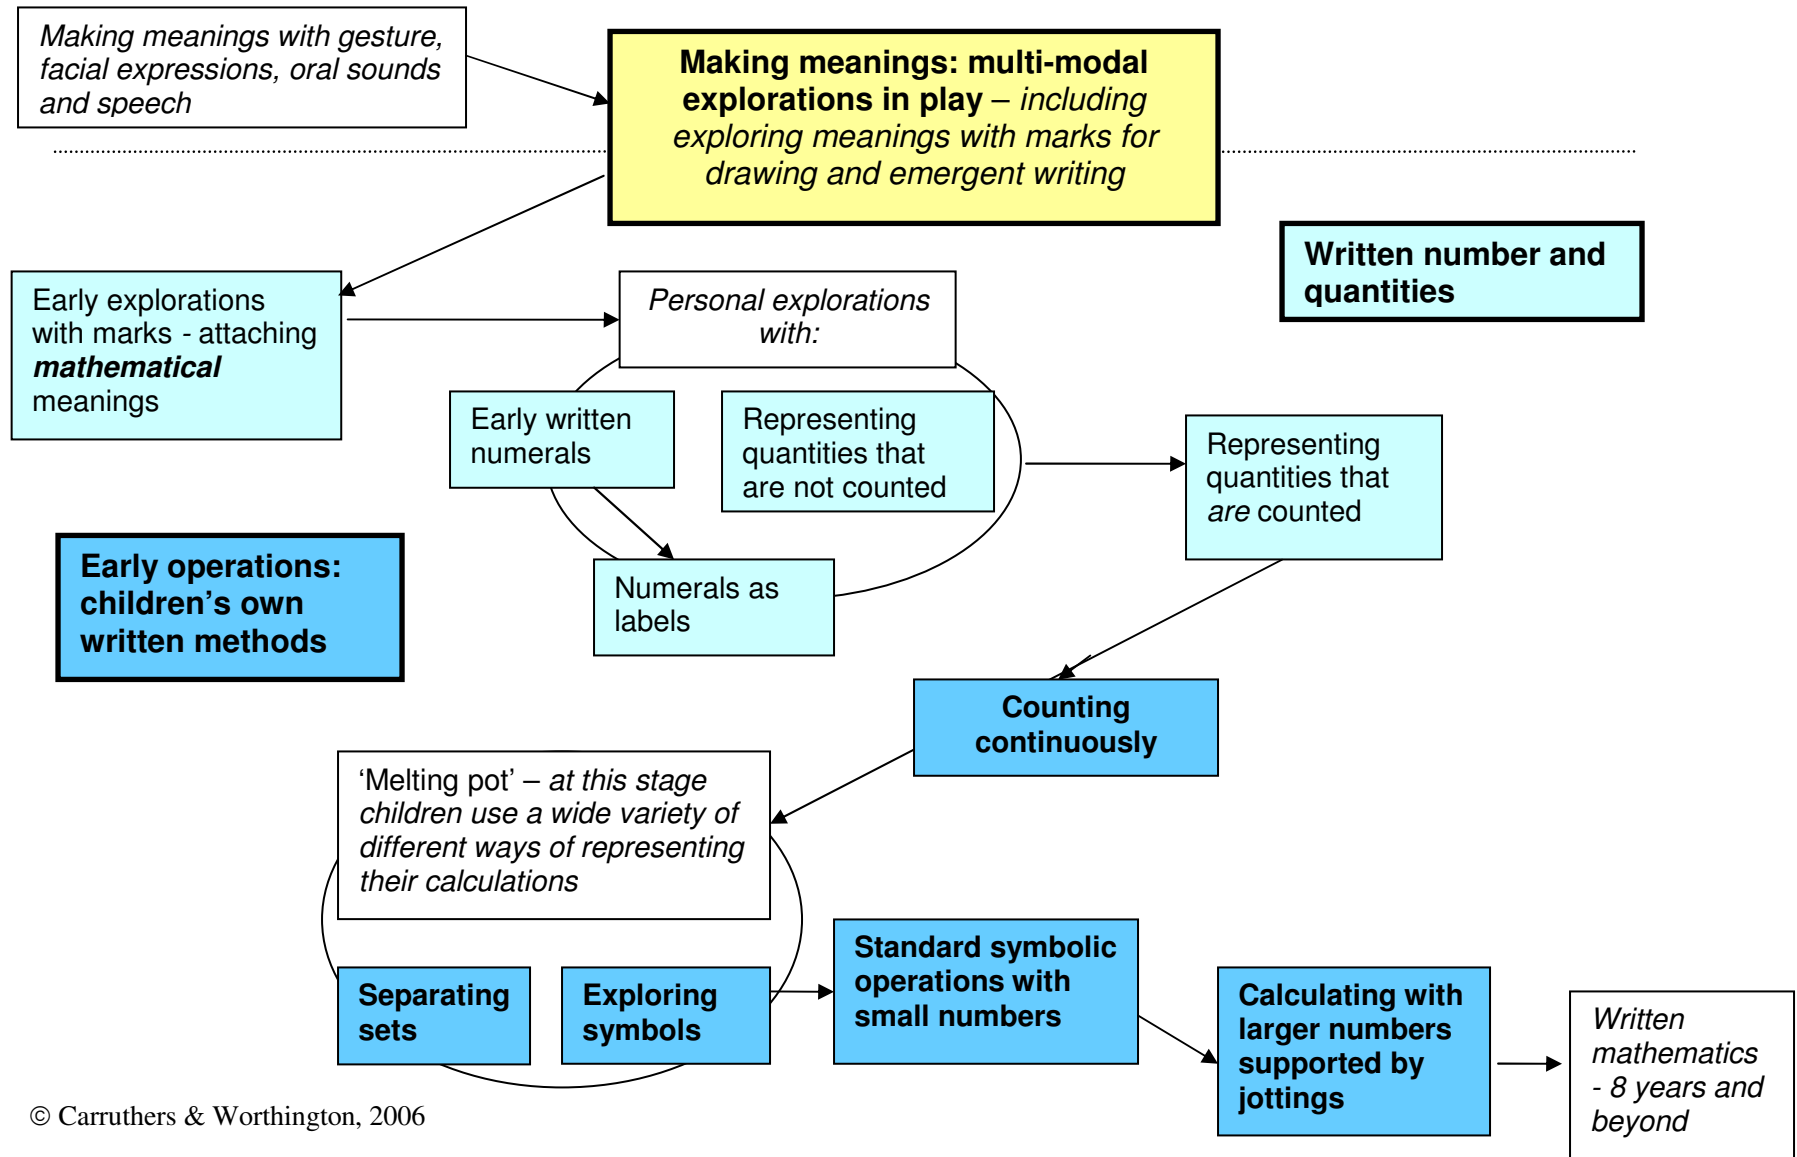 Making meanings with gesture,
facial expressions, oral sounds
and speech
Making meanings: multi-modal
explorations in play – including
exploring meanings with marks for
drawing and emergent writing
Written number and
quantities
Early explorations
with marks - attaching
mathematical
meanings
Personal explorations
with:
Early written
numerals
Representing
quantities that
are not counted
Representing
quantities that
are counted
Early operations:
children’s own
written methods
Numerals as
labels
Counting
continuously
‘Melting pot’ – at this stage
children use a wide variety of
different ways of representing
their calculations
Separating
sets
Exploring
symbols
Standard symbolic
operations with
small numbers
Calculating with
larger numbers
supported by
jottings
Written
mathematics
- 8 years and
beyond
© Carruthers & Worthington, 2006